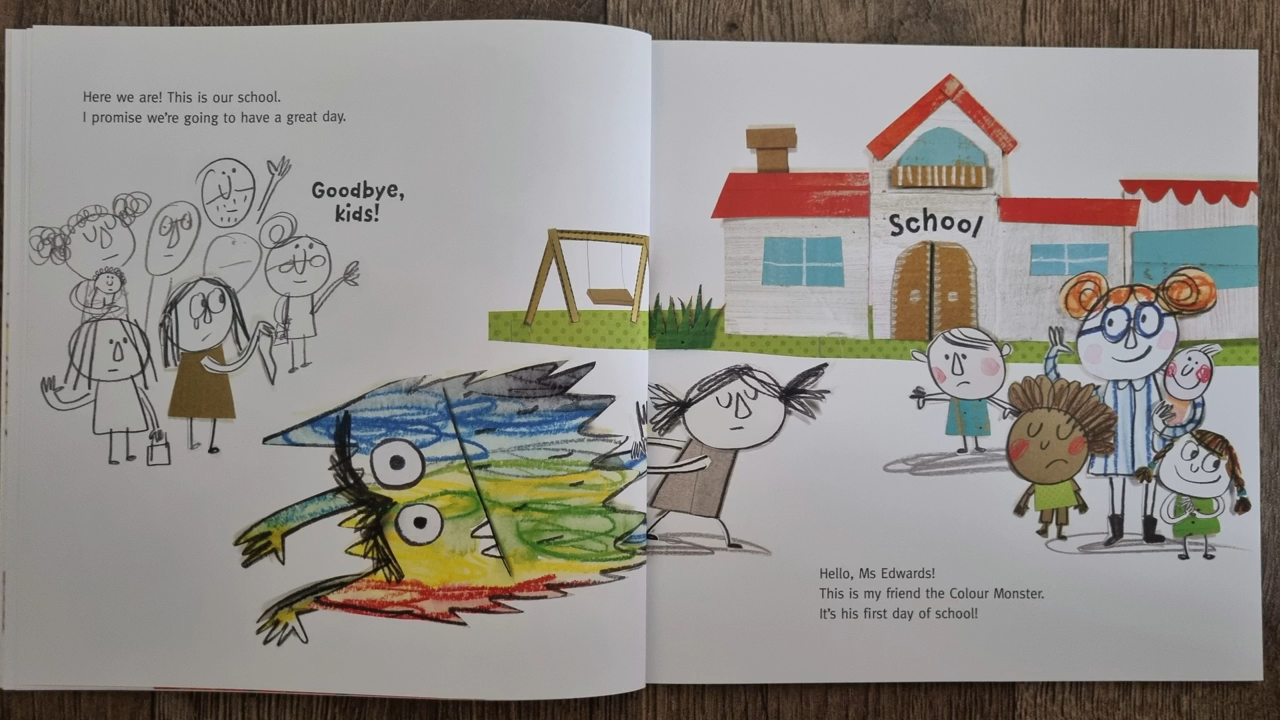 Here we are! This is our school.
I promise we're going to have a great day.
Goodbye,
kids!
School
Hello, Ms Edwards!
This is my friend the Colour Monster.
It's his first day of school!